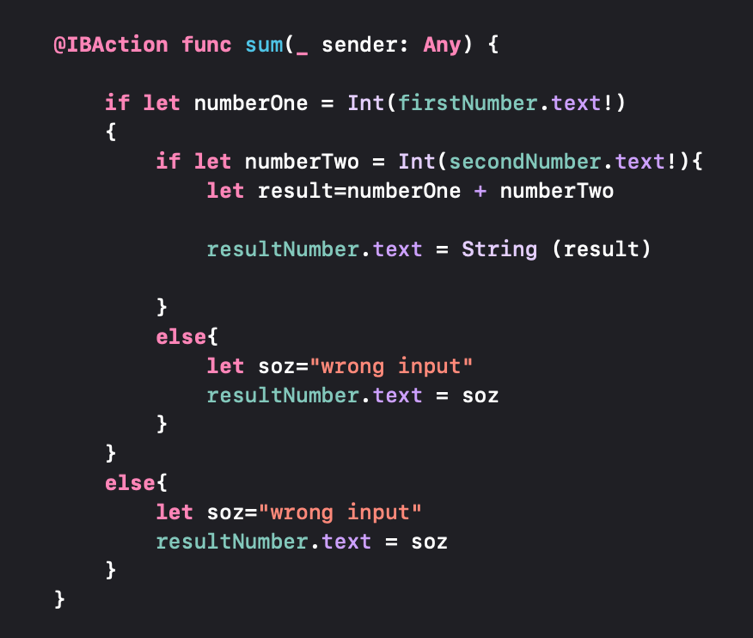 @IBAction func sum(_ sender: Any) {
if let numberOne = Int(firstNumber.text!)
{
if let numberTwo = Int(secondNumber.text!){
let result=numberOne + numberTwo
resultNumber.text = String (result)
}
else{
let soz="wrong input"
resultNumber.text = soz
}
}
else{
let soz="wrong input"
resultNumber.text = soz
}
}